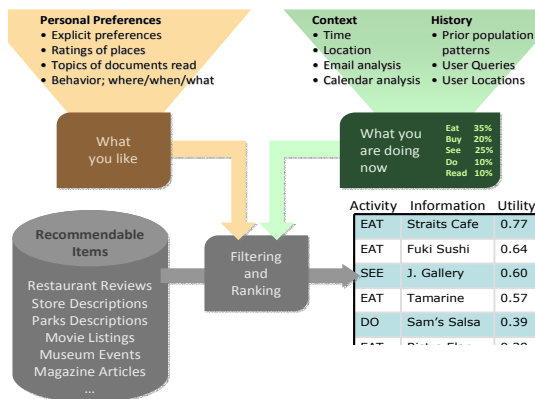 Personal Preferences
• Explicit preferences
• Ratings of places
• Topics of documents read
• Behavior; where/when/what
Context
• Time
• Location
• Email analysis
• Calendar analysis
History
• Prior population
patterns
• User Queries
• User Locations
What
you like
What you
are doing
now
Eat 35%
Buy 20%
See 25%
Do 10%
Read 10%
Recommendable
Items
Restaurant Reviews
Store Descriptions
Parks Descriptions
Movie Listings
Museum Events
Magazine Articles
...
Filtering
and
Ranking
Activity Information Utility
EAT Straits Cafe 0.77
EAT Fuki Sushi 0.64
SEE J. Gallery 0.60
EAT Tamarine 0.57
DO Sam's Salsa 0.39
EAT